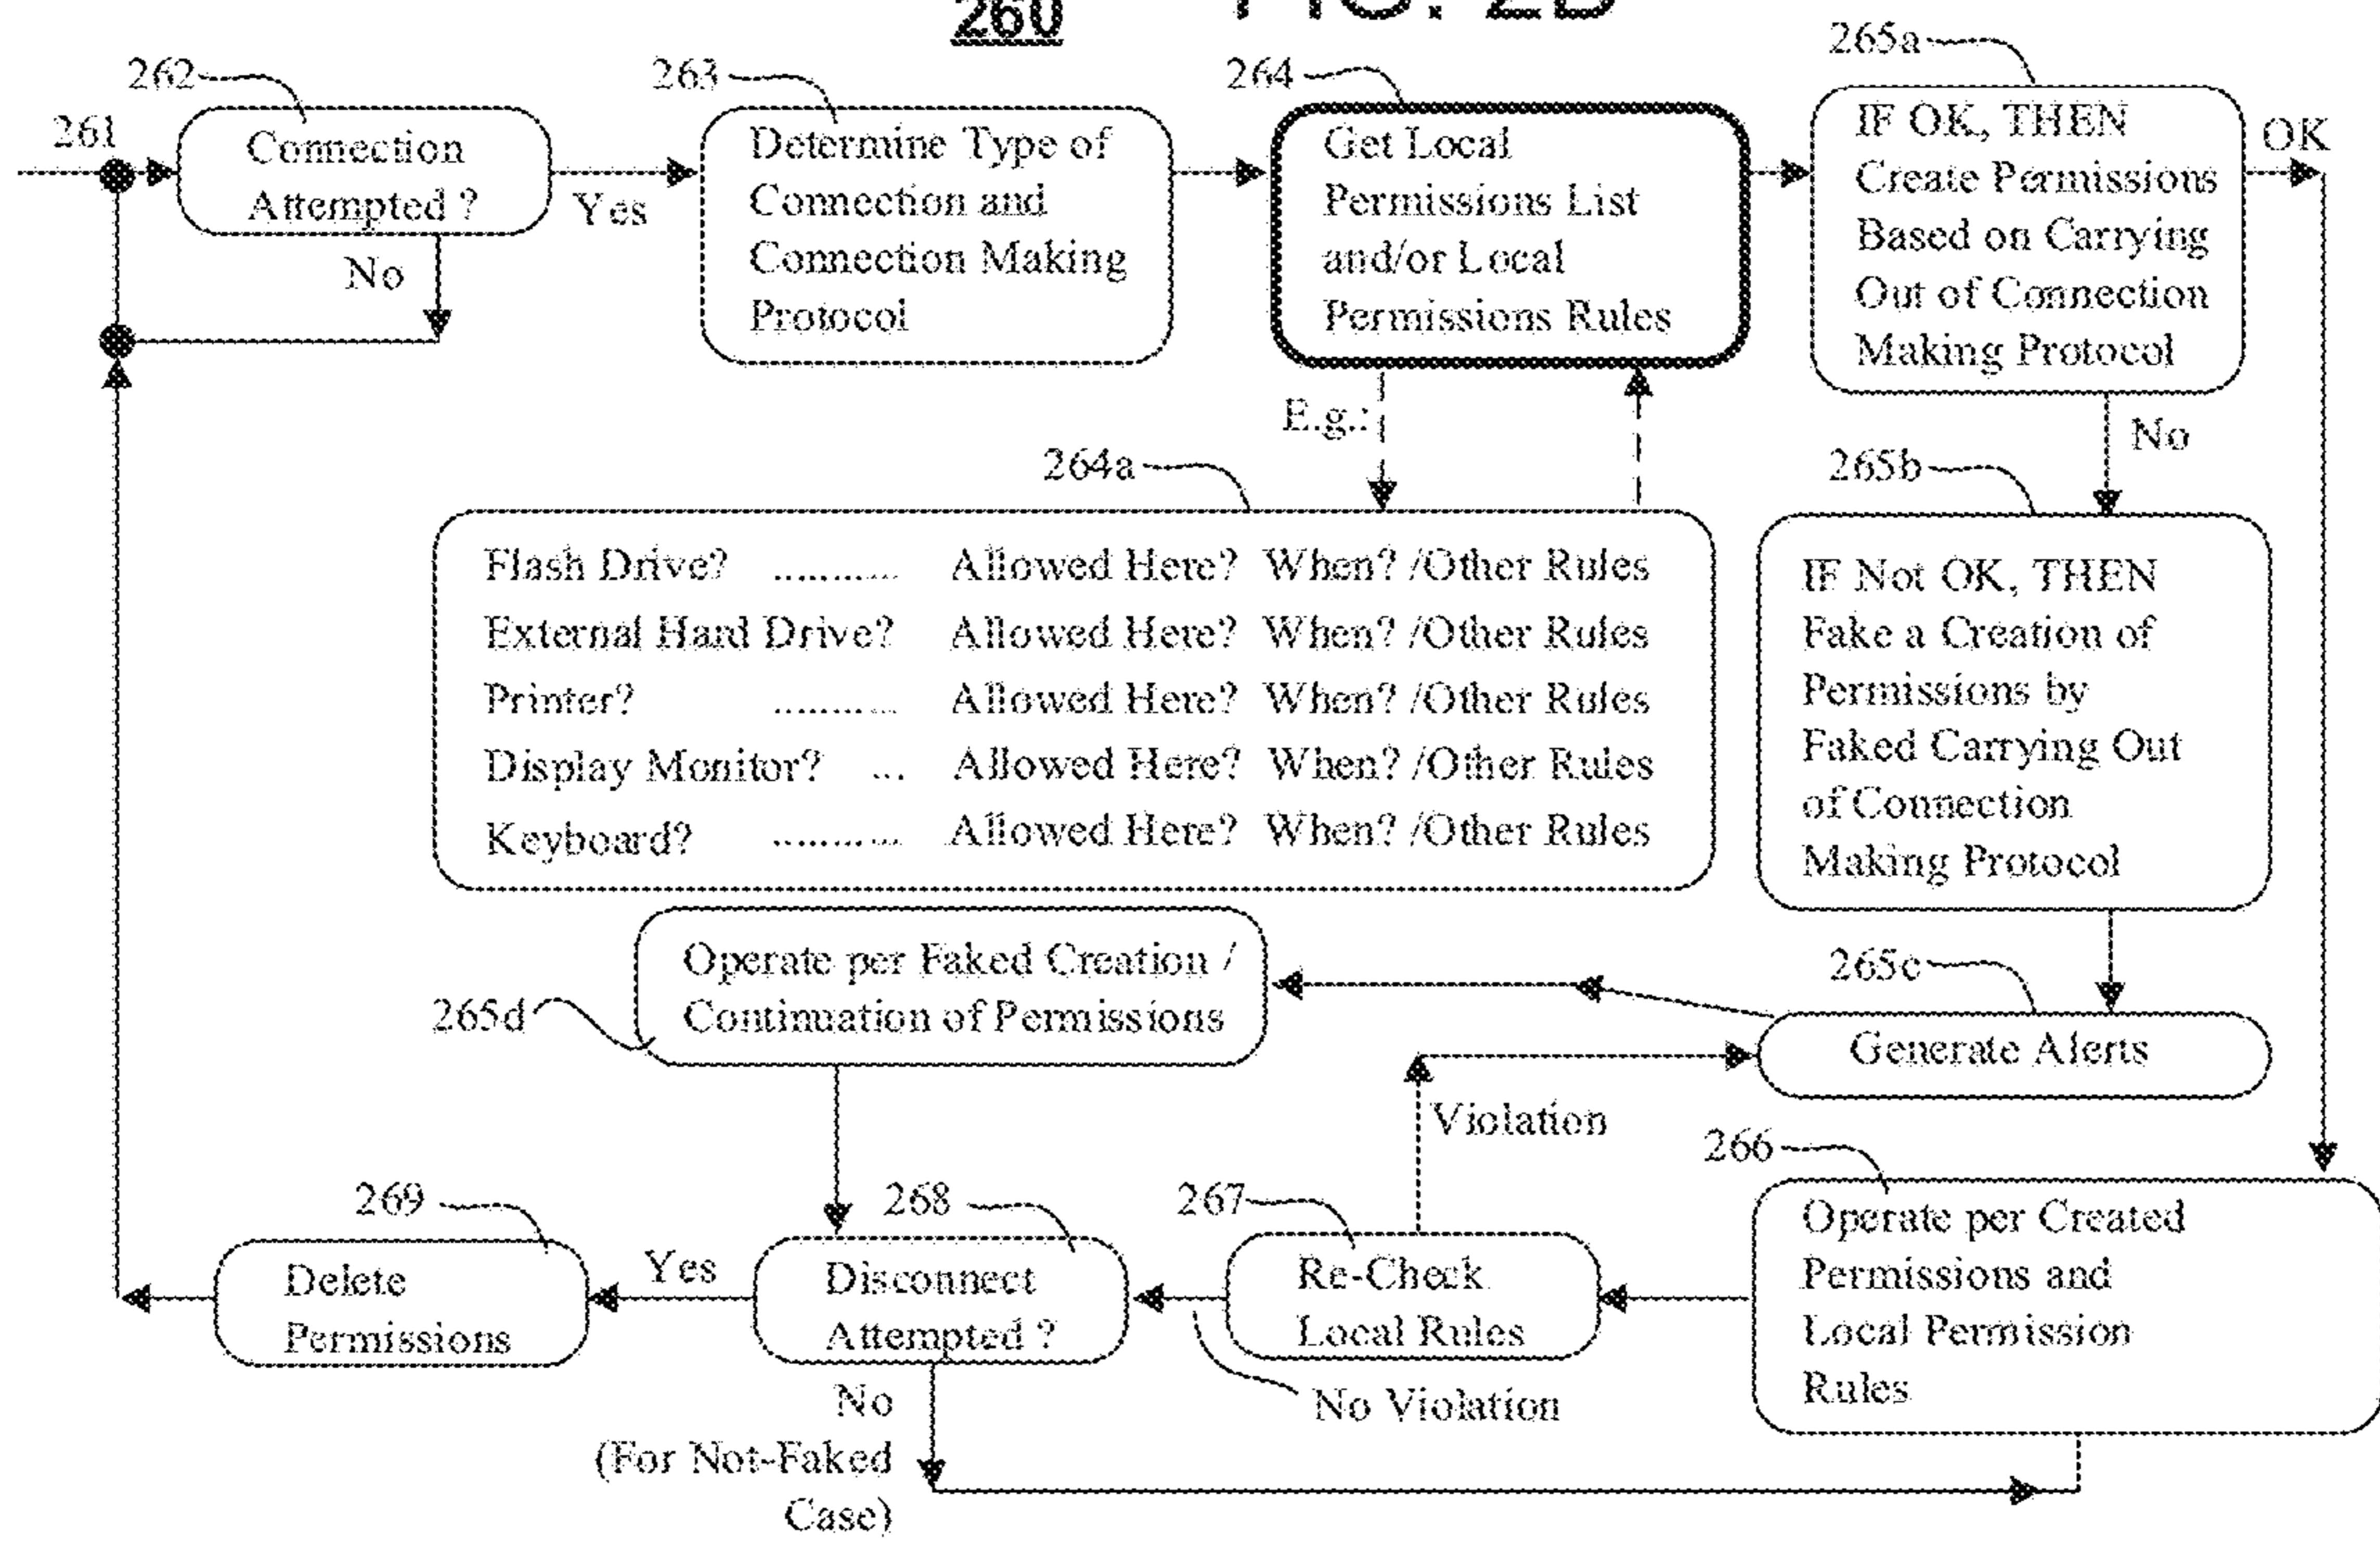 260 FIG. 2B
262
263
264
265a
261
Connection
Attempted ?
Yes
No
Determine Type of
Connection and
Connection Making
Protocol
Get Local
Permissions List
and/or Local
Permissions Rules
IF OK, THEN
Create Permissions
Based on Carrying
Out of Connection
Making Protocol
OK
E.g.:
No
264a
265b
Flash Drive? ........... Allowed Here? When? /Other Rules
External Hard Drive? Allowed Here? When? /Other Rules
Printer? ........... Allowed Here? When? /Other Rules
Display Monitor? ... Allowed Here? When? /Other Rules
Keyboard? ........... Allowed Here? When? /Other Rules
IF Not OK, THEN
Fake a Creation of
Permissions by
Faked Carrying Out
of Connection
Making Protocol
Operate per Faked Creation /
Continuation of Permissions
265d
265c
Generate Alerts
Violation
266
269
268
267
Delete
Permissions
Yes
Disconnect
Attempted ?
Re-Check
Local Rules
Operate per Created
Permissions and
Local Permission
Rules
No Violation
No
(For Not-Faked
Case)